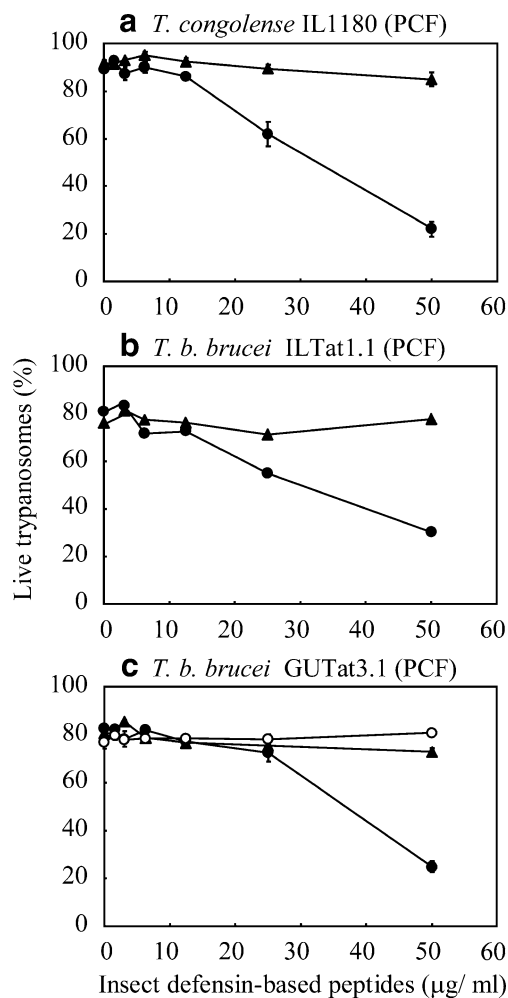 a T. congolense IL1180 (PCF)
100
80
60
40
20
0
0 10 20 30 40 50 60
b T. b. brucei ILTat1.1 (PCF)
100
80
60
40
20
0
0 10 20 30 40 50 60
Live trypanosomes (%)
c T. b. brucei GUTat3.1 (PCF)
100
80
60
40
20
0
0 10 20 30 40 50 60
Insect defensin-based peptides (µg/ ml)